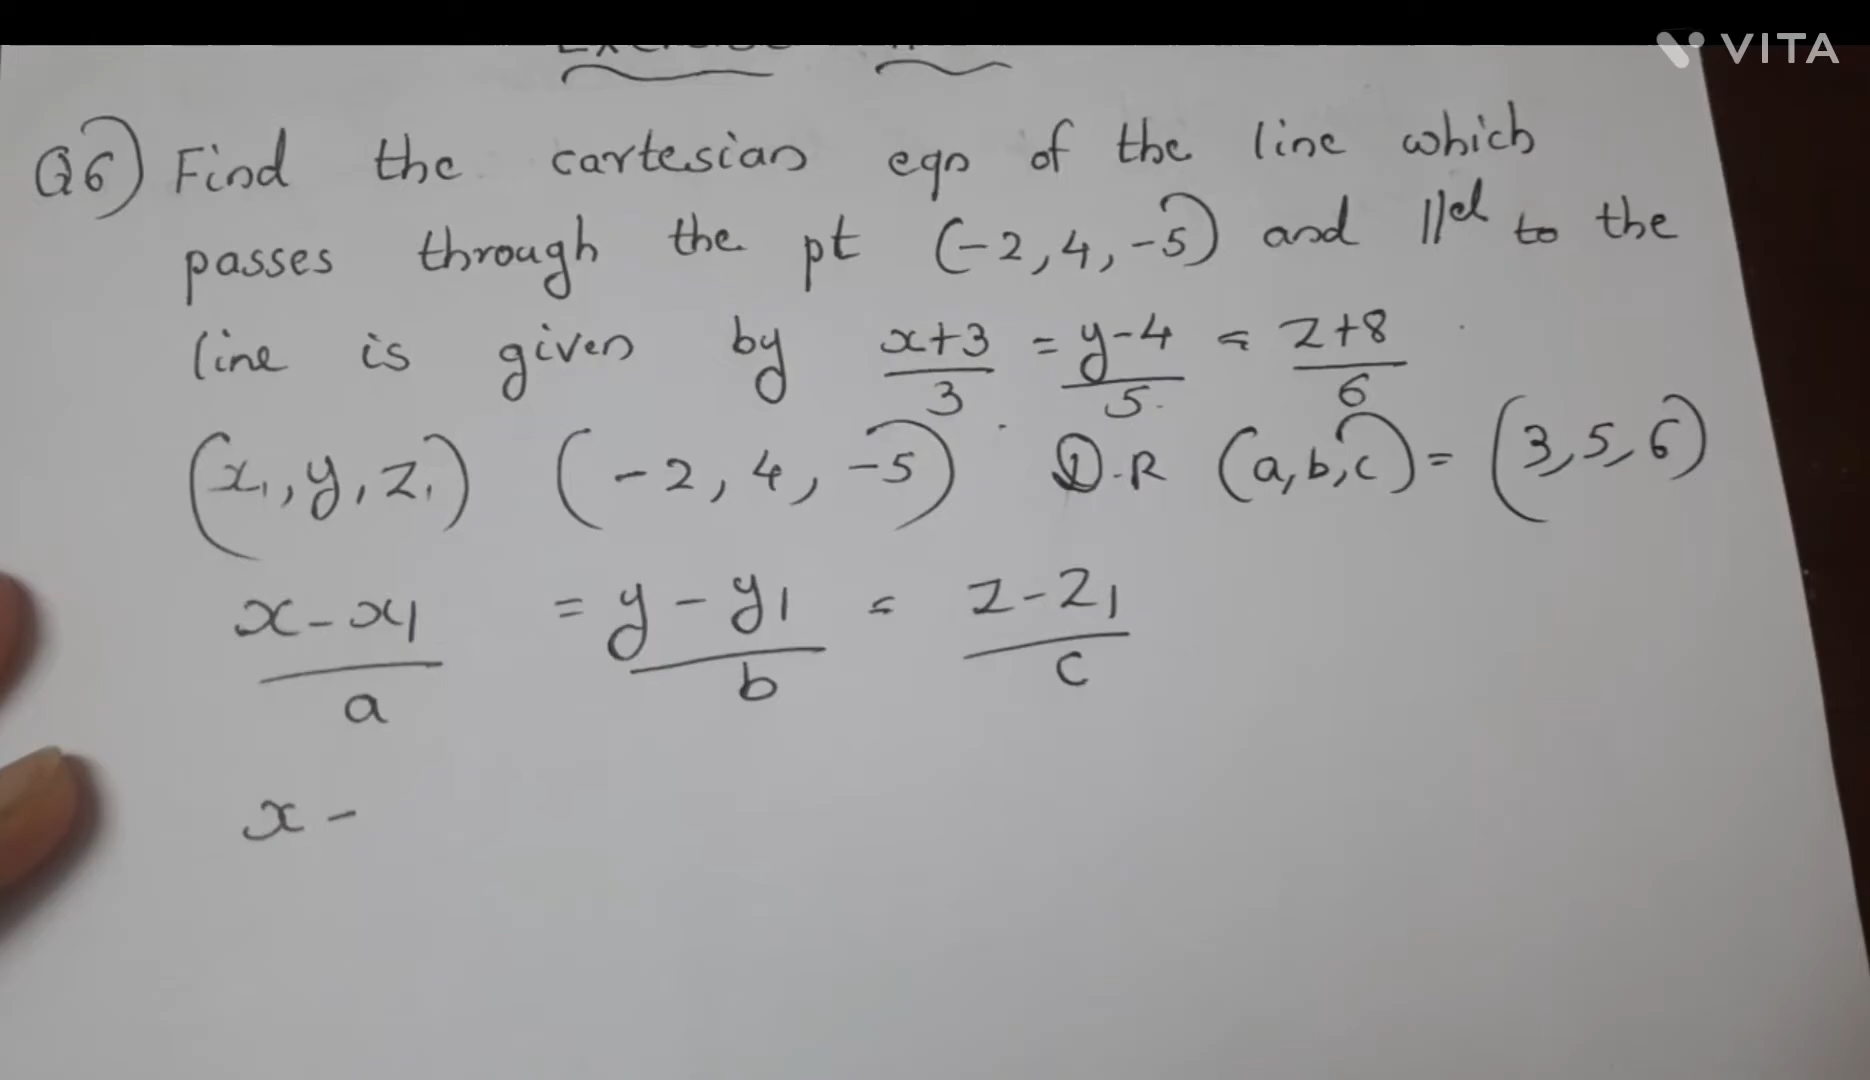 VITA
Q6) Find the cartesian eqn of the line which
passes through the pt (-2,4,-5) and ||el to the
line is given by x+3/3 = y-4/5 = z+8/6
(x1, y, z1) (-2, 4, -5) D.R (a,b,c) = (3,5,6)
x-x1/a = y-y1/b = z-z1/c
x -